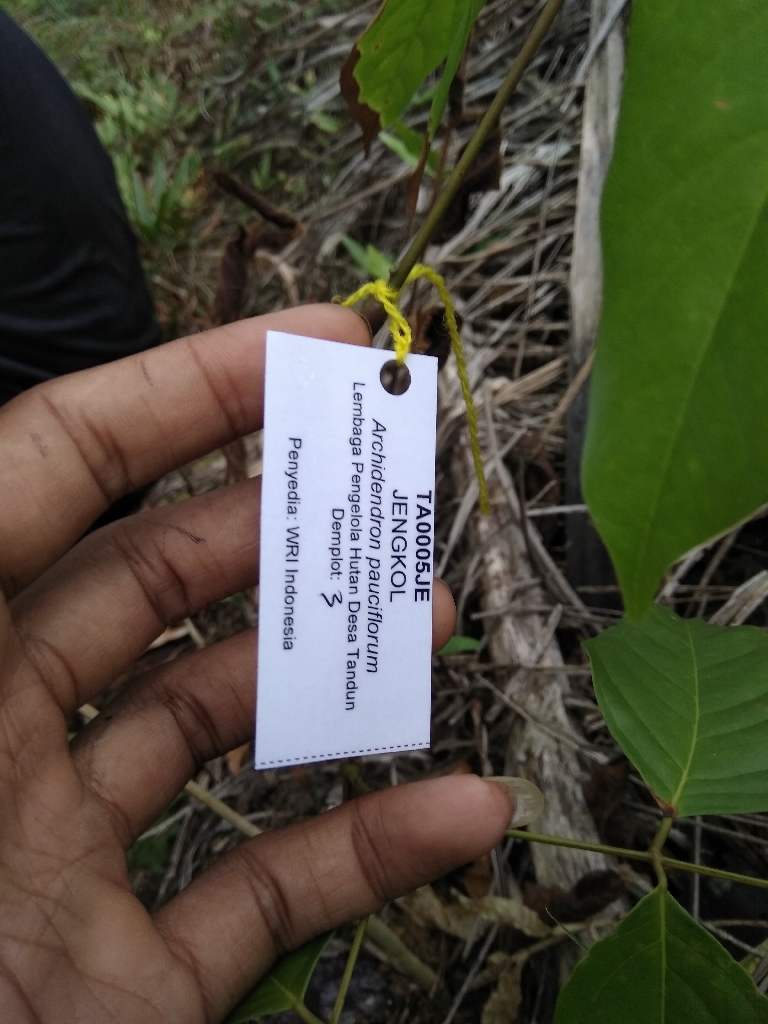 TA0005JE
JENGKOL
Archidendron pauciflorum
Lembaga Pengelola Hutan Desa Tandun
Demplot: 3
Penyedia: WRI Indonesia